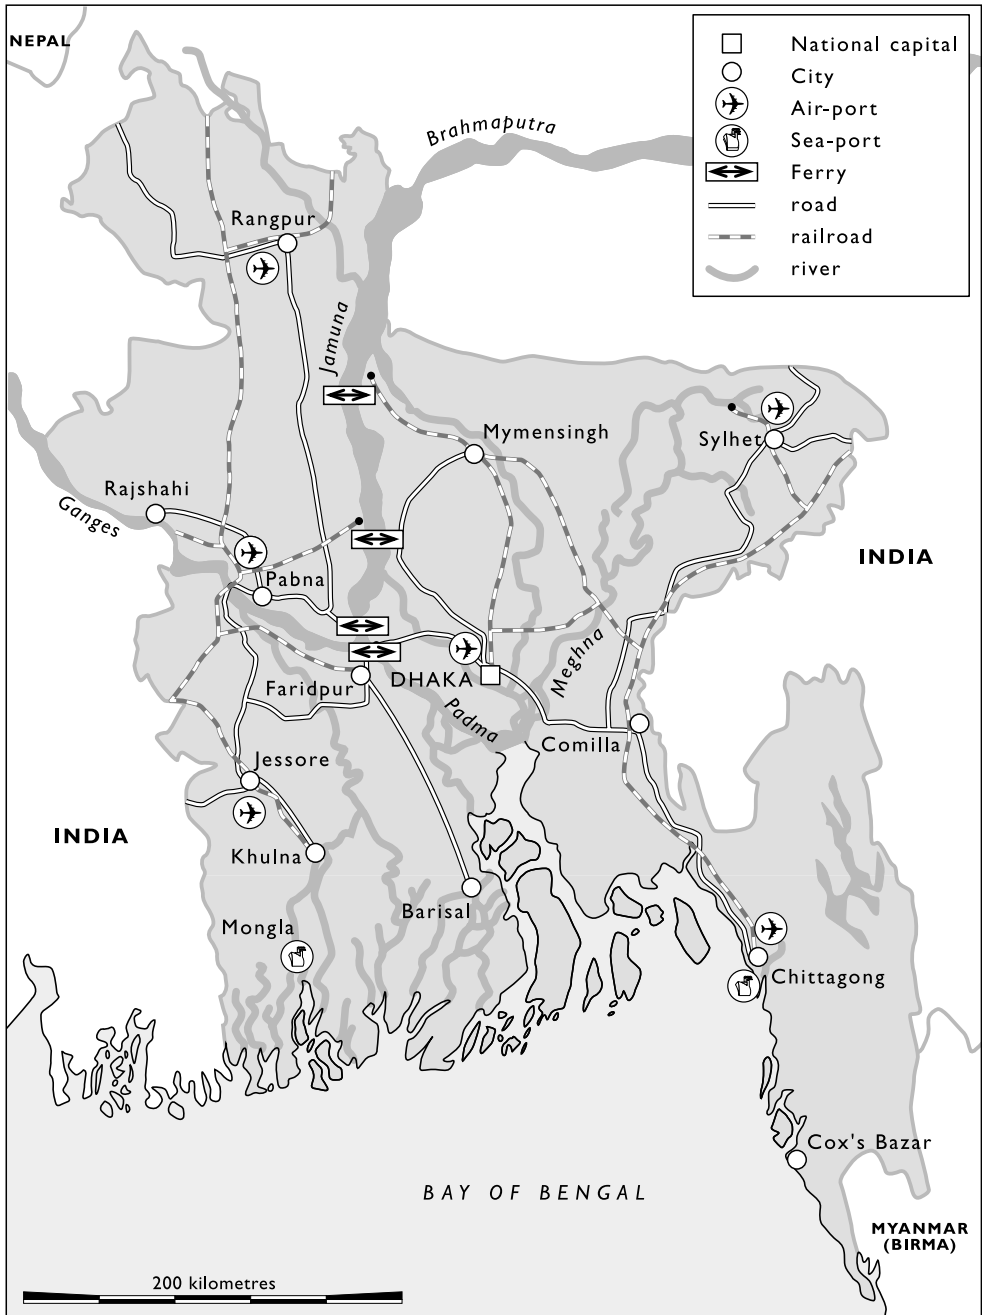 NEPAL
National capital
City
Air-port
Sea-port
Ferry
road
railroad
river
Brahmaputra
Rangpur
Jamuna
Mymensingh
Sylhet
Rajshahi
Ganges
INDIA
Pabna
Meghna
Faridpur
DHAKA
Padma
Comilla
Jessore
INDIA
Khulna
Barisal
Mongla
Chittagong
Cox's Bazar
BAY OF BENGAL
MYANMAR
(BIRMA)
200 kilometres